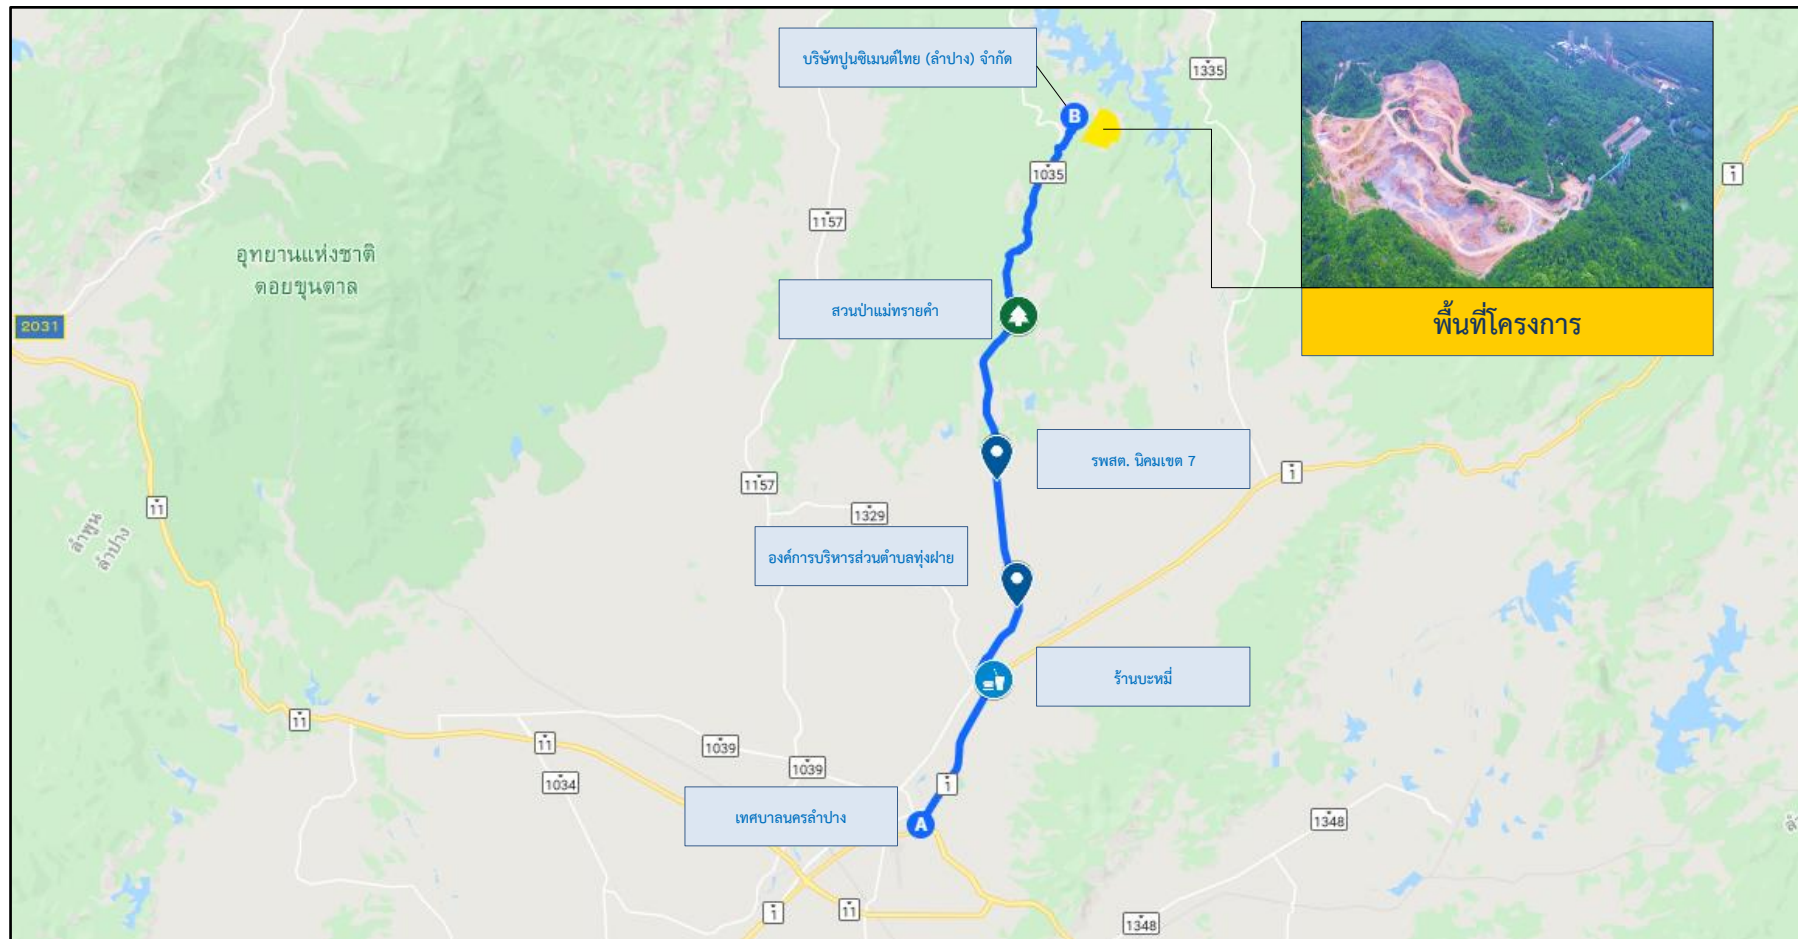 บริษัทปูนซิเมนต์ไทย (ลำปาง) จำกัด
1335
B
1
1035
1157
อุทยานแห่งชาติ
ดอยขุนตาล
สวนป่าแม่ทรายคำ
2031
พื้นที่โครงการ
รพสต. นิคมเขต 7
1
1157
11
1329
ลำพูน
ลำปาง
องค์การบริหารส่วนตำบลทุ่งฝาย
ร้านบะหมี่
11
11
1039
1039
1034
1
เทศบาลนครลำปาง
A
1348
1
11
1348